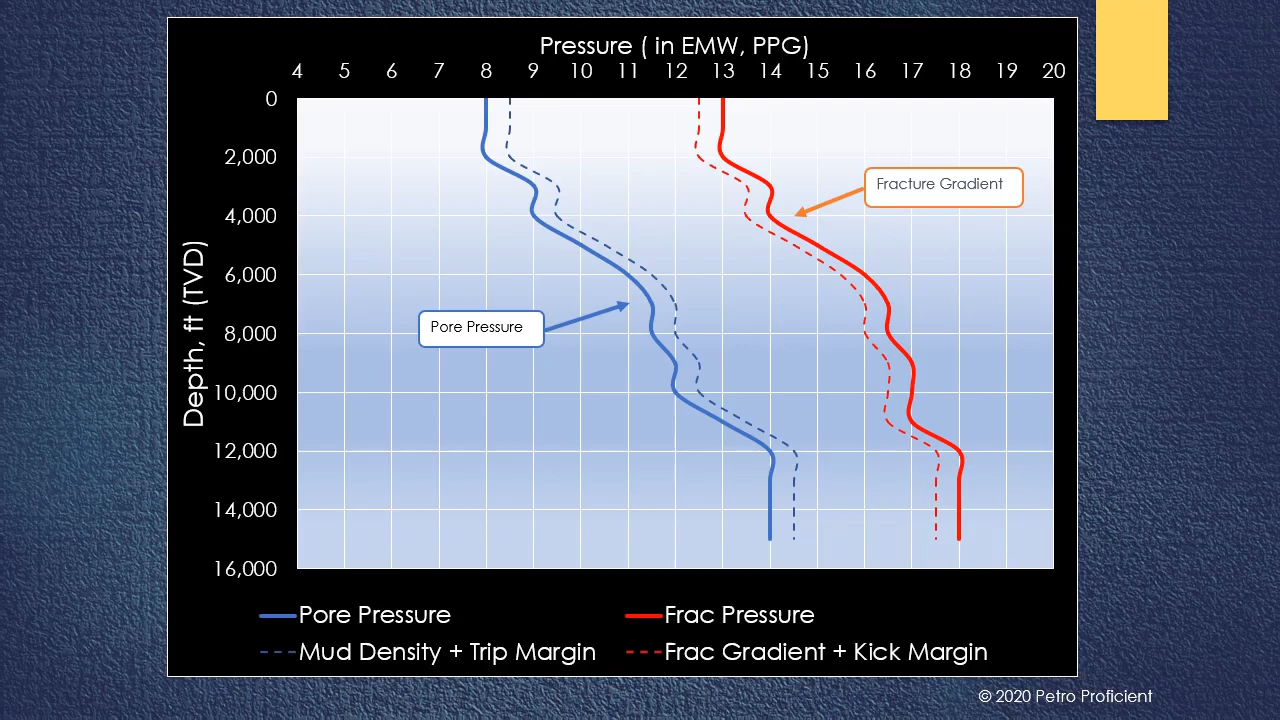 Pressure ( in EMW, PPG)
4 5 6 7 8 9 10 11 12 13 14 15 16 17 18 19 20
0
2,000
4,000
6,000
8,000
10,000
12,000
14,000
16,000
Depth, ft (TVD)
Fracture Gradient
Pore Pressure
Pore Pressure
Frac Pressure
Mud Density + Trip Margin
Frac Gradient + Kick Margin
© 2020 Petro Proficient